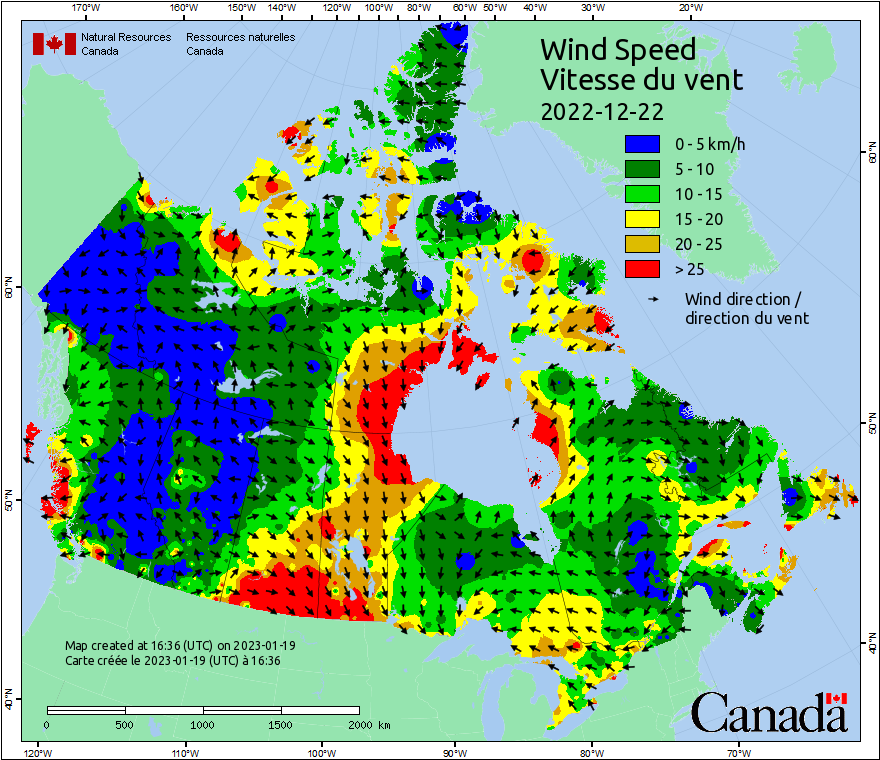 170°W 160°W 150°W 140°W 130°W 120°W 110°W 100°W 90°W 80°W 70°W 60°W 50°W 40°W 30°W 20°W
Natural Resources Ressources naturelles
Canada Canada
Wind Speed
Vitesse du vent
2022-12-22
0 - 5 km/h
5 - 10
10 - 15
15 - 20
20 - 25
> 25
Wind direction /
direction du vent
60°N
60°N
50°N
50°N
40°N
40°N
Map created at 16:36 (UTC) on 2023-01-19
Carte créée le 2023-01-19 (UTC) à 16:36
0 500 1000 1500 2000 km
Canada
120°W 110°W 100°W 90°W 80°W 70°W